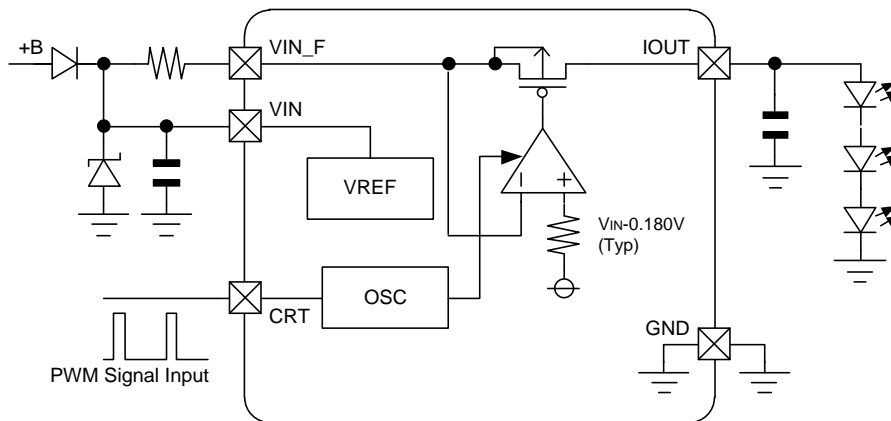 +B
VIN_F
IOUT
VIN
VREF
− +
VIN-0.180V
(Typ)
OSC
CRT
GND
PWM Signal Input